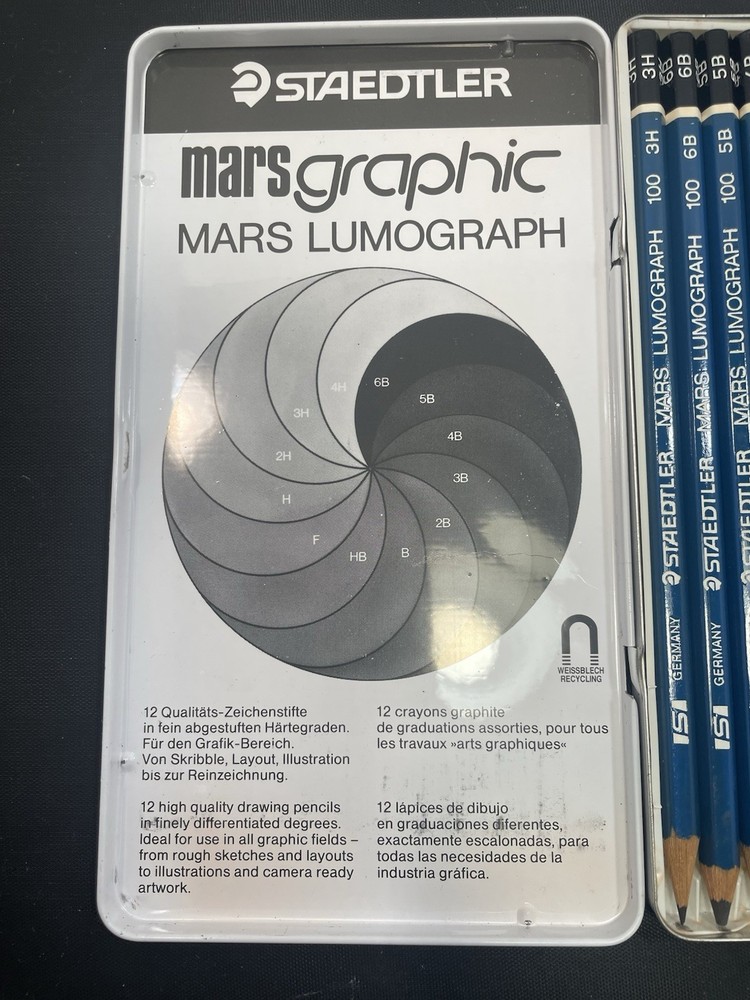 STAEDTLER
marsgraphic
MARS LUMOGRAPH
4H
6B
5B
3H
4B
2H
3B
H
2B
F
HB
B
WEISSBLECH
RECYCLING
12 Qualitäts-Zeichenstifte
in fein abgestuften Härtegraden.
Für den Grafik-Bereich.
Von Skribble, Layout, Illustration
bis zur Reinzeichnung.
12 crayons graphite
de graduations assorties, pour tous
les travaux »arts graphiques«
12 high quality drawing pencils
in finely differentiated degrees.
Ideal for use in all graphic fields –
from rough sketches and layouts
to illustrations and camera ready
artwork.
12 lápices de dibujo
en graduaciones diferentes,
exactamente escalonadas, para
todas las necesidades de la
industria gráfica.
GERMANY STAEDTLER MARS LUMOGRAPH 100 3H
3H
3H
GERMANY STAEDTLER MARS LUMOGRAPH 100 6B
6B
6B
STAEDTLER MARS LUMOGRAPH 100 5B
5B
5B